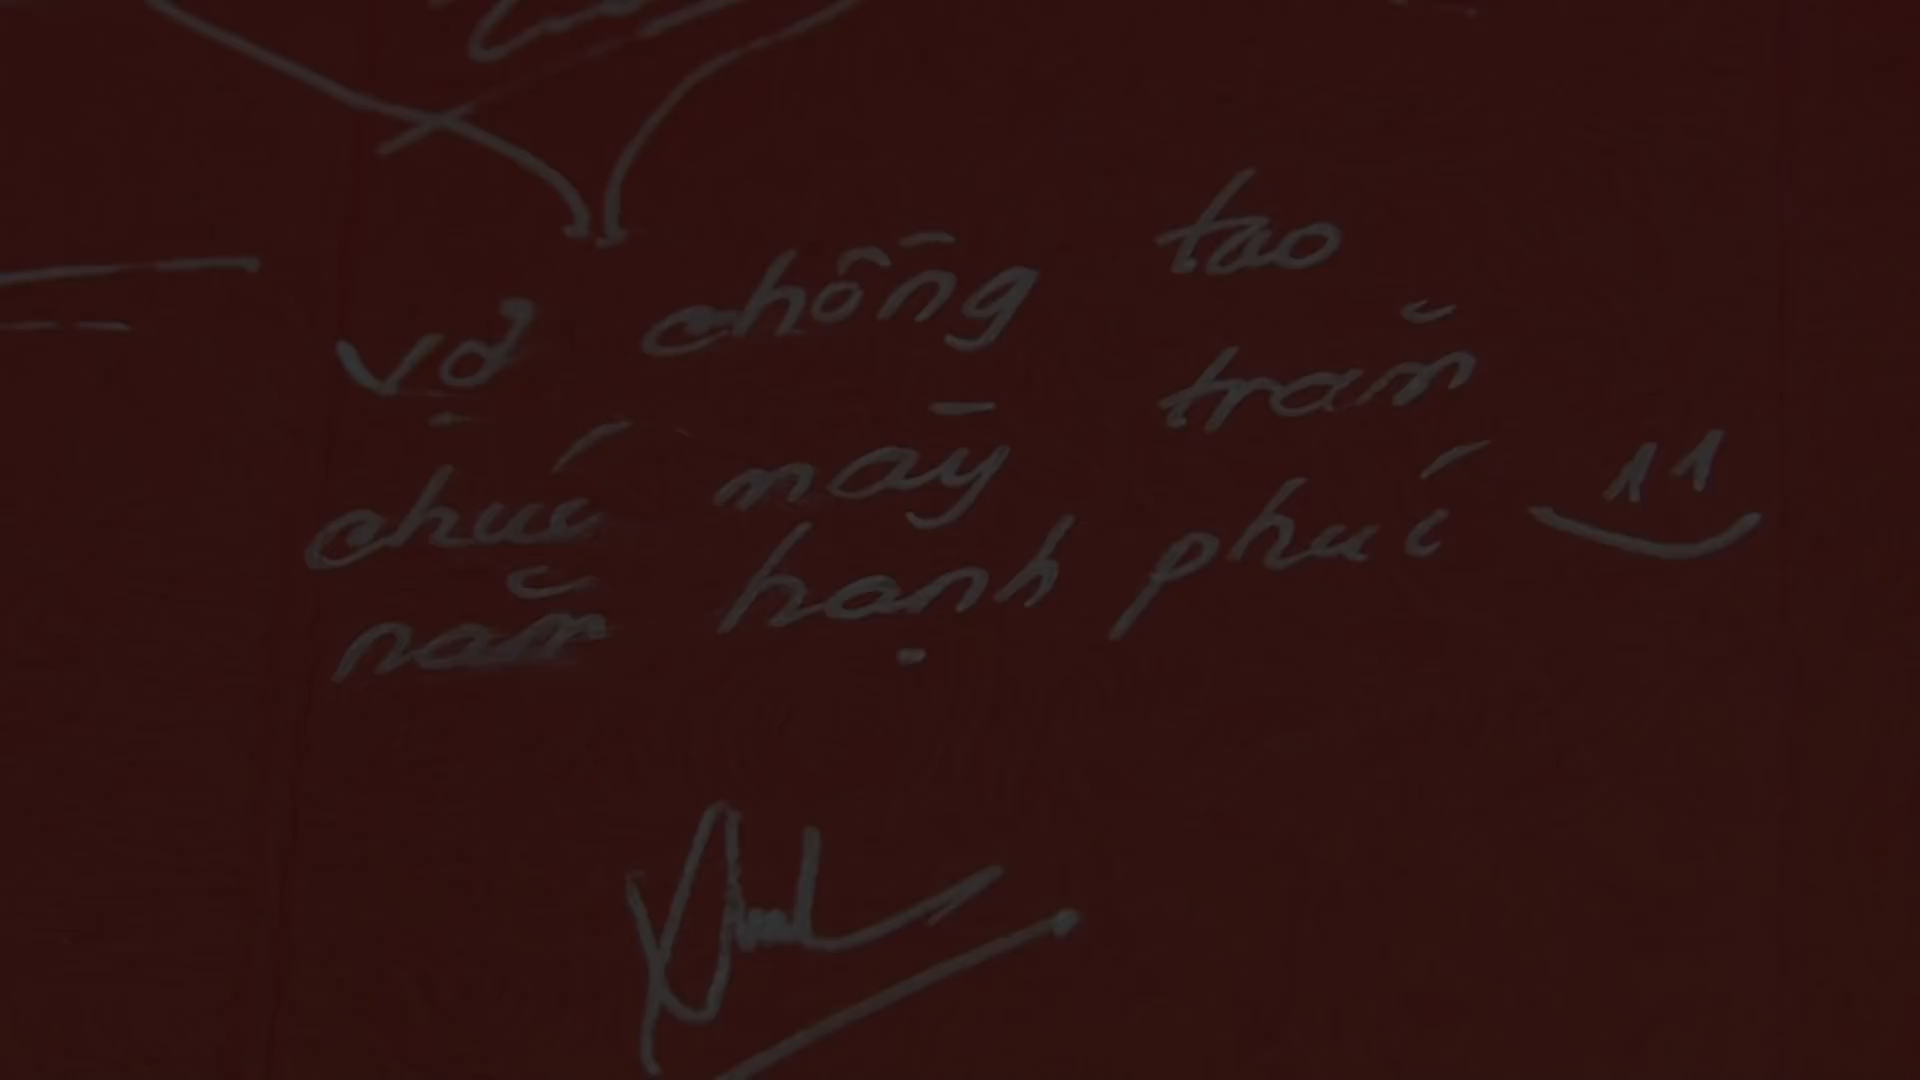 vợ chồng tao
chúc mày trăm
năm hạnh phúc